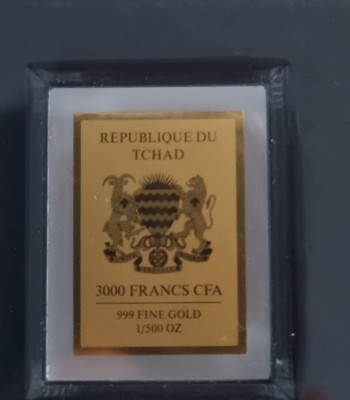 REPUBLIQUE DU
TCHAD
3000 FRANCS CFA
999 FINE GOLD
1/500 OZ